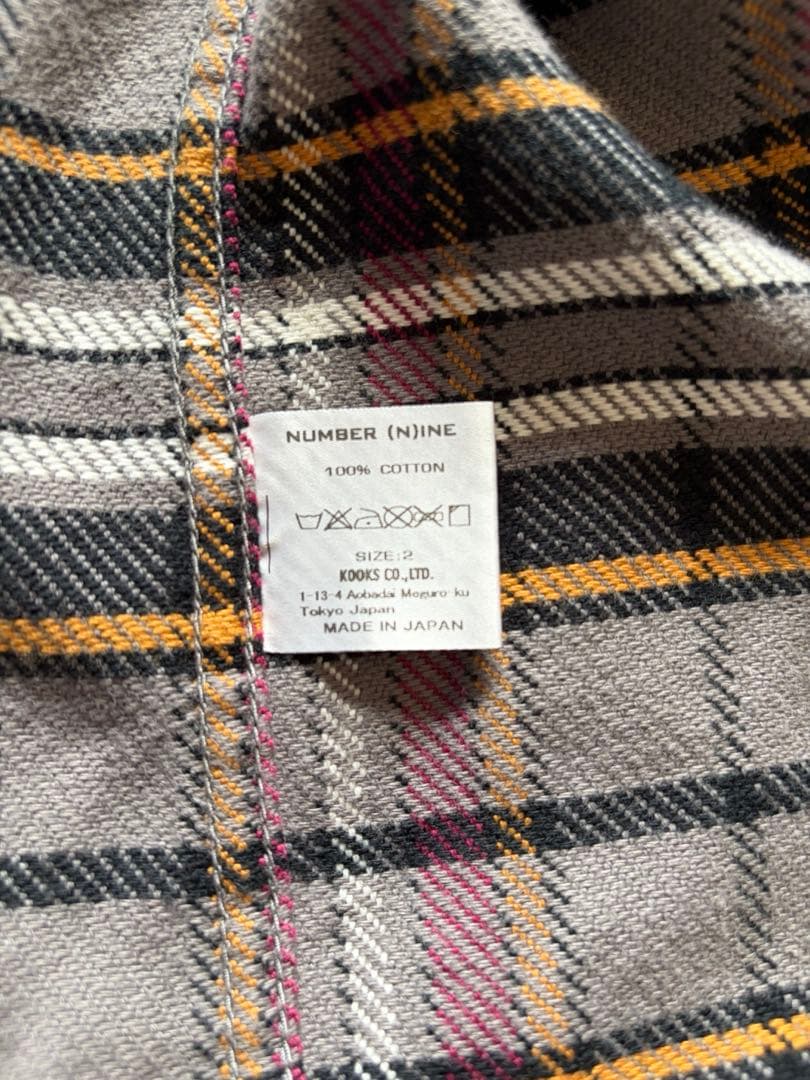 NUMBER (N)INE
100% COTTON
SIZE:2
KOOKS CO.,LTD.
1-13-4 Aobadai Meguro-ku
Tokyo Japan
MADE IN JAPAN